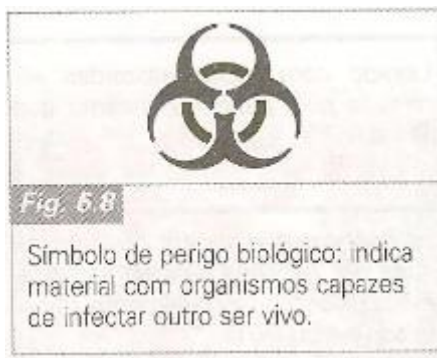 Fig. 6.8
Símbolo de perigo biológico: indica
material com organismos capazes
de infectar outro ser vivo.